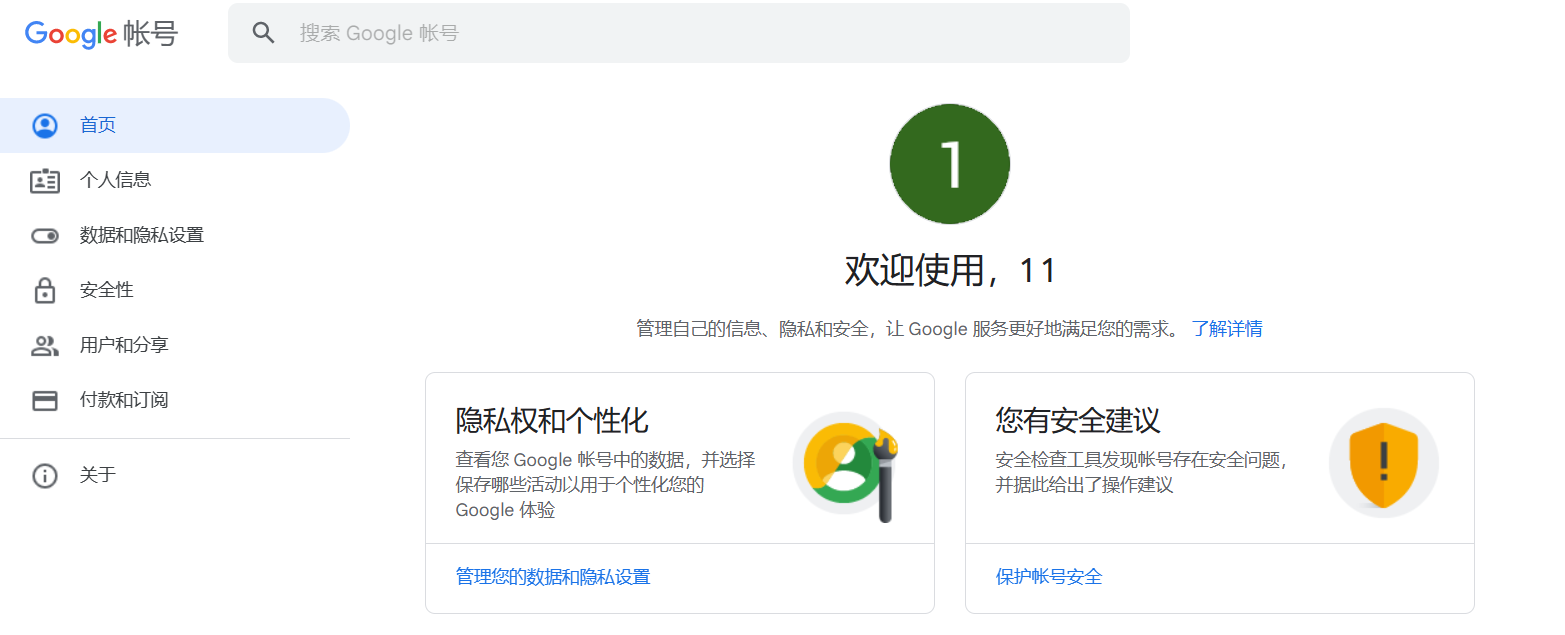 Google 帐号
搜索 Google 帐号
首页
个人信息
数据和隐私设置
安全性
用户和分享
付款和订阅
关于
1
欢迎使用，11
管理自己的信息、隐私和安全，让 Google 服务更好地满足您的需求。 了解详情
隐私权和个性化
查看您 Google 帐号中的数据，并选择
保存哪些活动以用于个性化您的
Google 体验
管理您的数据和隐私设置
您有安全建议
安全检查工具发现帐号存在安全问题，
并据此给出了操作建议
保护帐号安全